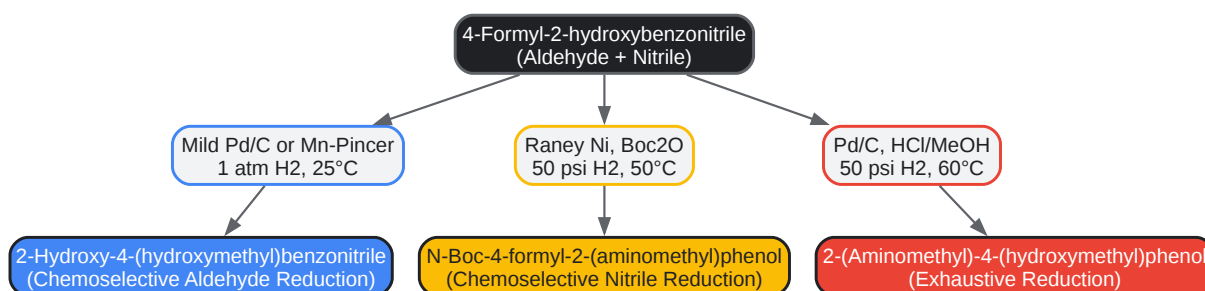 4-Formyl-2-hydroxybenzonitrile
(Aldehyde + Nitrile)
Mild Pd/C or Mn-Pincer
1 atm H2, 25°C
Raney Ni, Boc2O
50 psi H2, 50°C
Pd/C, HCl/MeOH
50 psi H2, 60°C
2-Hydroxy-4-(hydroxymethyl)benzonitrile
(Chemoselective Aldehyde Reduction)
N-Boc-4-formyl-2-(aminomethyl)phenol
(Chemoselective Nitrile Reduction)
2-(Aminomethyl)-4-(hydroxymethyl)phenol
(Exhaustive Reduction)